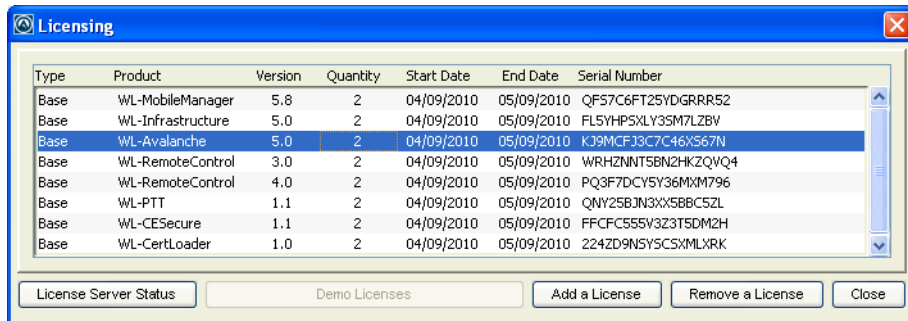 Licensing
Type Product Version Quantity Start Date End Date Serial Number
Base WL-MobileManager 5.8 2 04/09/2010 05/09/2010 QFS7C6FT25YDGRRR52
Base WL-Infrastructure 5.0 2 04/09/2010 05/09/2010 FL5YHPSXLY3SM7LZBV
Base WL-Avalanche 5.0 2 04/09/2010 05/09/2010 KJ9MCFJ3C7C46XS67N
Base WL-RemoteControl 3.0 2 04/09/2010 05/09/2010 WRHZNNT5BN2HKZQVQ4
Base WL-RemoteControl 4.0 2 04/09/2010 05/09/2010 PQ3F7DCY5Y36MXM796
Base WL-PTT 1.1 2 04/09/2010 05/09/2010 QNY25BJN3XX5BBC5ZL
Base WL-CESecure 1.1 2 04/09/2010 05/09/2010 FFCFC555V3Z3T5DM2H
Base WL-CertLoader 1.0 2 04/09/2010 05/09/2010 224ZD9NSYSCSXMLXRK
License Server Status Demo Licenses Add a License Remove a License Close